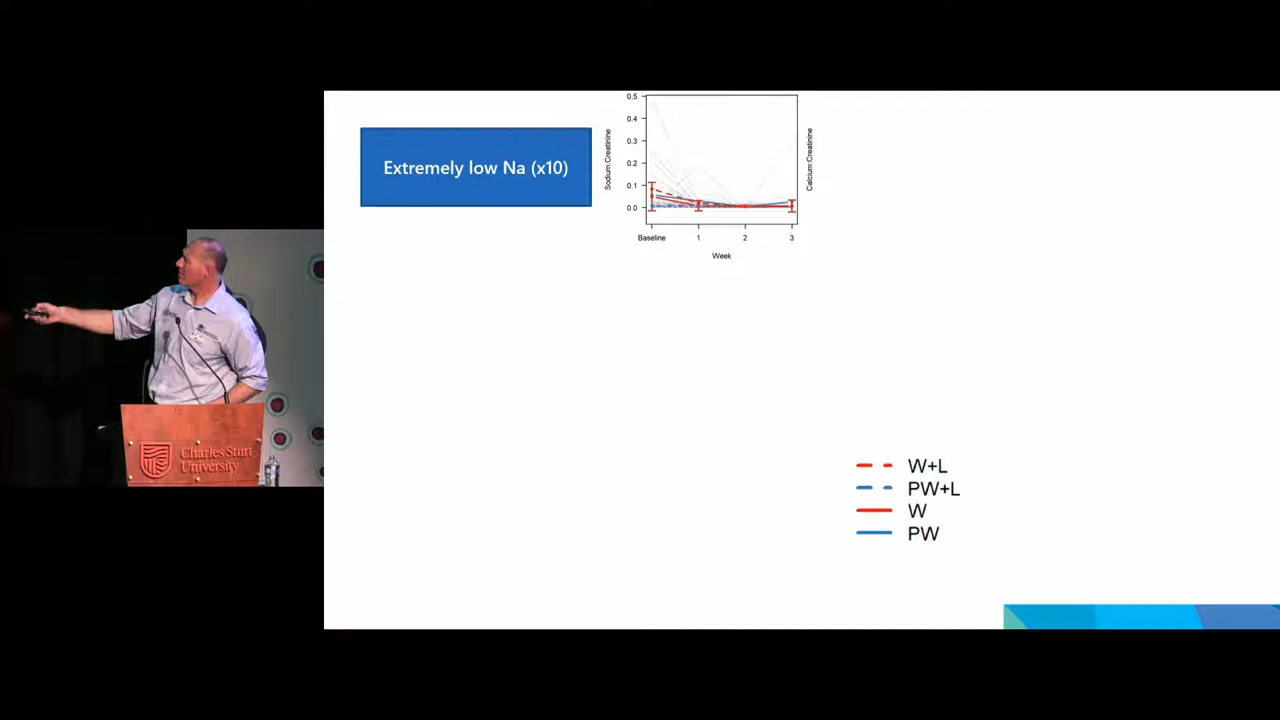 Extremely low Na (x10)
0.5
0.4
0.3
0.2
0.1
0.0
Sodium:Creatinine
Baseline 1 2 3
Week
Calcium:Creatinine
W+L
PW+L
W
PW
Charles Sturt
University